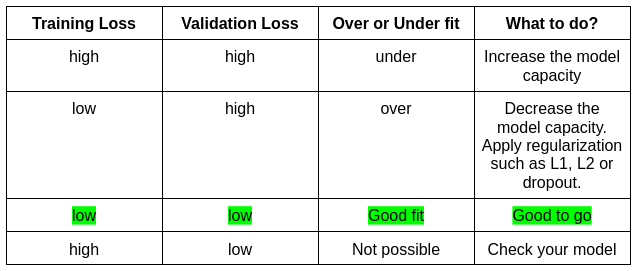 Training Loss Validation Loss Over or Under fit What to do?
high high under Increase the model
capacity
low high over Decrease the
model capacity.
Apply regularization
such as L1, L2 or
dropout.
low low Good fit Good to go
high low Not possible Check your model